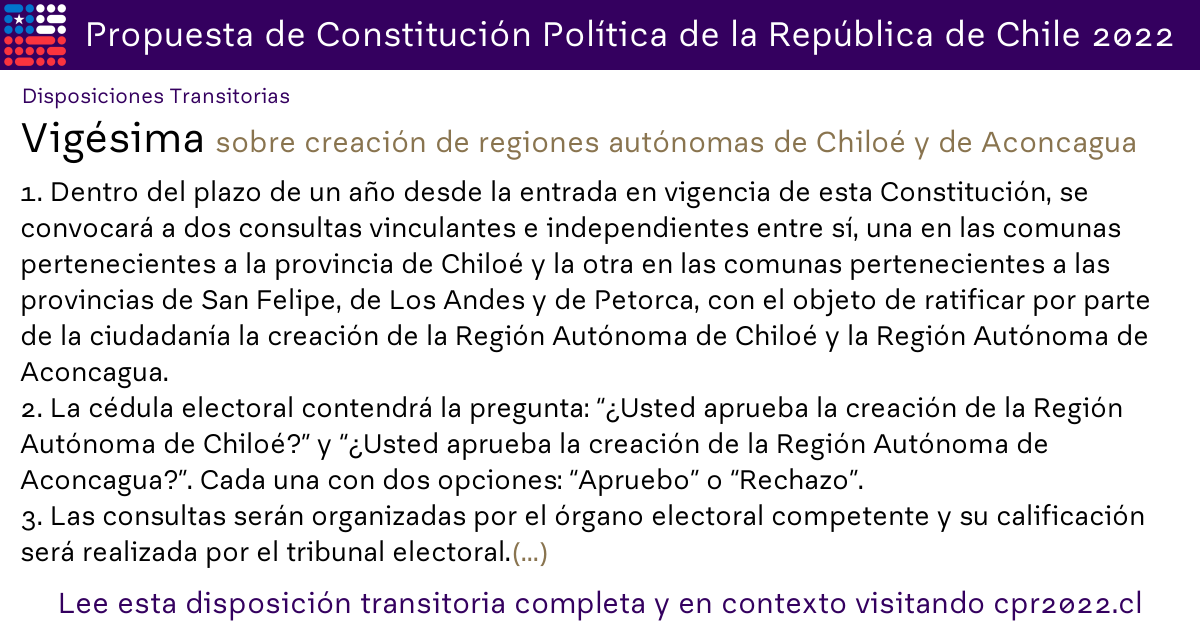 Propuesta de Constitución Política de la República de Chile 2022
Disposiciones Transitorias
Vigésima sobre creación de regiones autónomas de Chiloé y de Aconcagua
1. Dentro del plazo de un año desde la entrada en vigencia de esta Constitución, se
convocará a dos consultas vinculantes e independientes entre sí, una en las comunas
pertenecientes a la provincia de Chiloé y la otra en las comunas pertenecientes a las
provincias de San Felipe, de Los Andes y de Petorca, con el objeto de ratificar por parte
de la ciudadanía la creación de la Región Autónoma de Chiloé y la Región Autónoma de
Aconcagua.
2. La cédula electoral contendrá la pregunta: “¿Usted aprueba la creación de la Región
Autónoma de Chiloé?” y “¿Usted aprueba la creación de la Región Autónoma de
Aconcagua?”. Cada una con dos opciones: “Apruebo” o “Rechazo”.
3. Las consultas serán organizadas por el órgano electoral competente y su calificación
será realizada por el tribunal electoral.(...)
Lee esta disposición transitoria completa y en contexto visitando cpr2022.cl